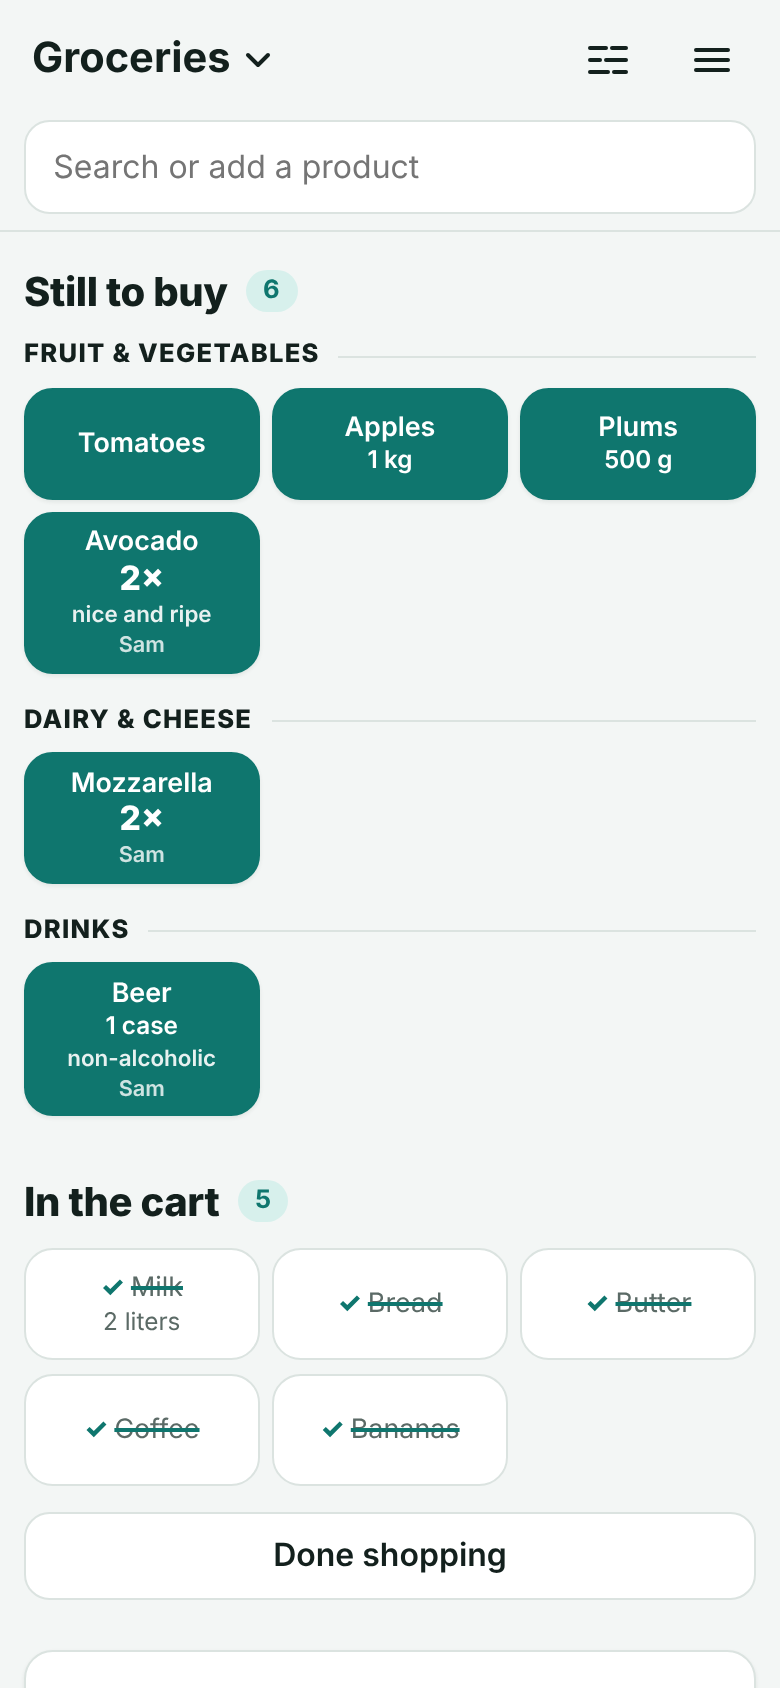 Groceries
Search or add a product
Still to buy 6
FRUIT & VEGETABLES
Tomatoes
Apples
1 kg
Plums
500 g
Avocado
2×
nice and ripe
Sam
DAIRY & CHEESE
Mozzarella
2×
Sam
DRINKS
Beer
1 case
non-alcoholic
Sam
In the cart 5
Milk
2 liters
Bread
Butter
Coffee
Bananas
Done shopping